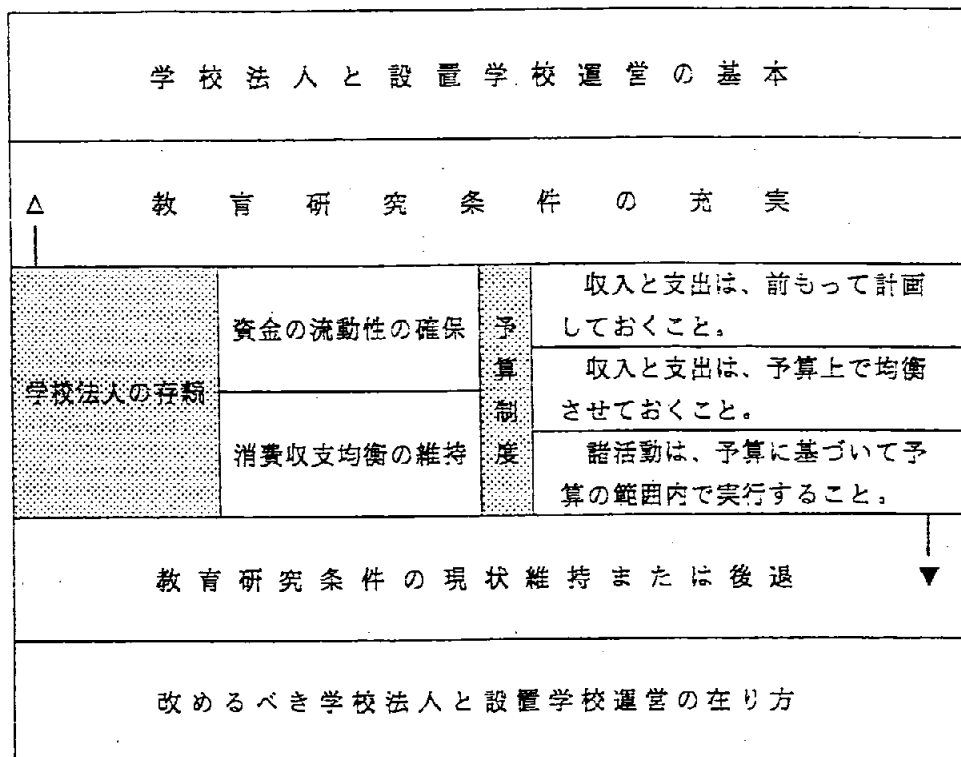 学校法人と設置学校運営の基本
△ 教育研究条件の充実
学校法人の存続
資金の流動性の確保
消費収支均衡の維持
予算制度
収入と支出は、前もって計画
しておくこと。
収入と支出は、予算上で均衡
させておくこと。
諸活動は、予算に基づいて予
算の範囲内で実行すること。
教育研究条件の現状維持または後退 ▼
改めるべき学校法人と設置学校運営の在り方